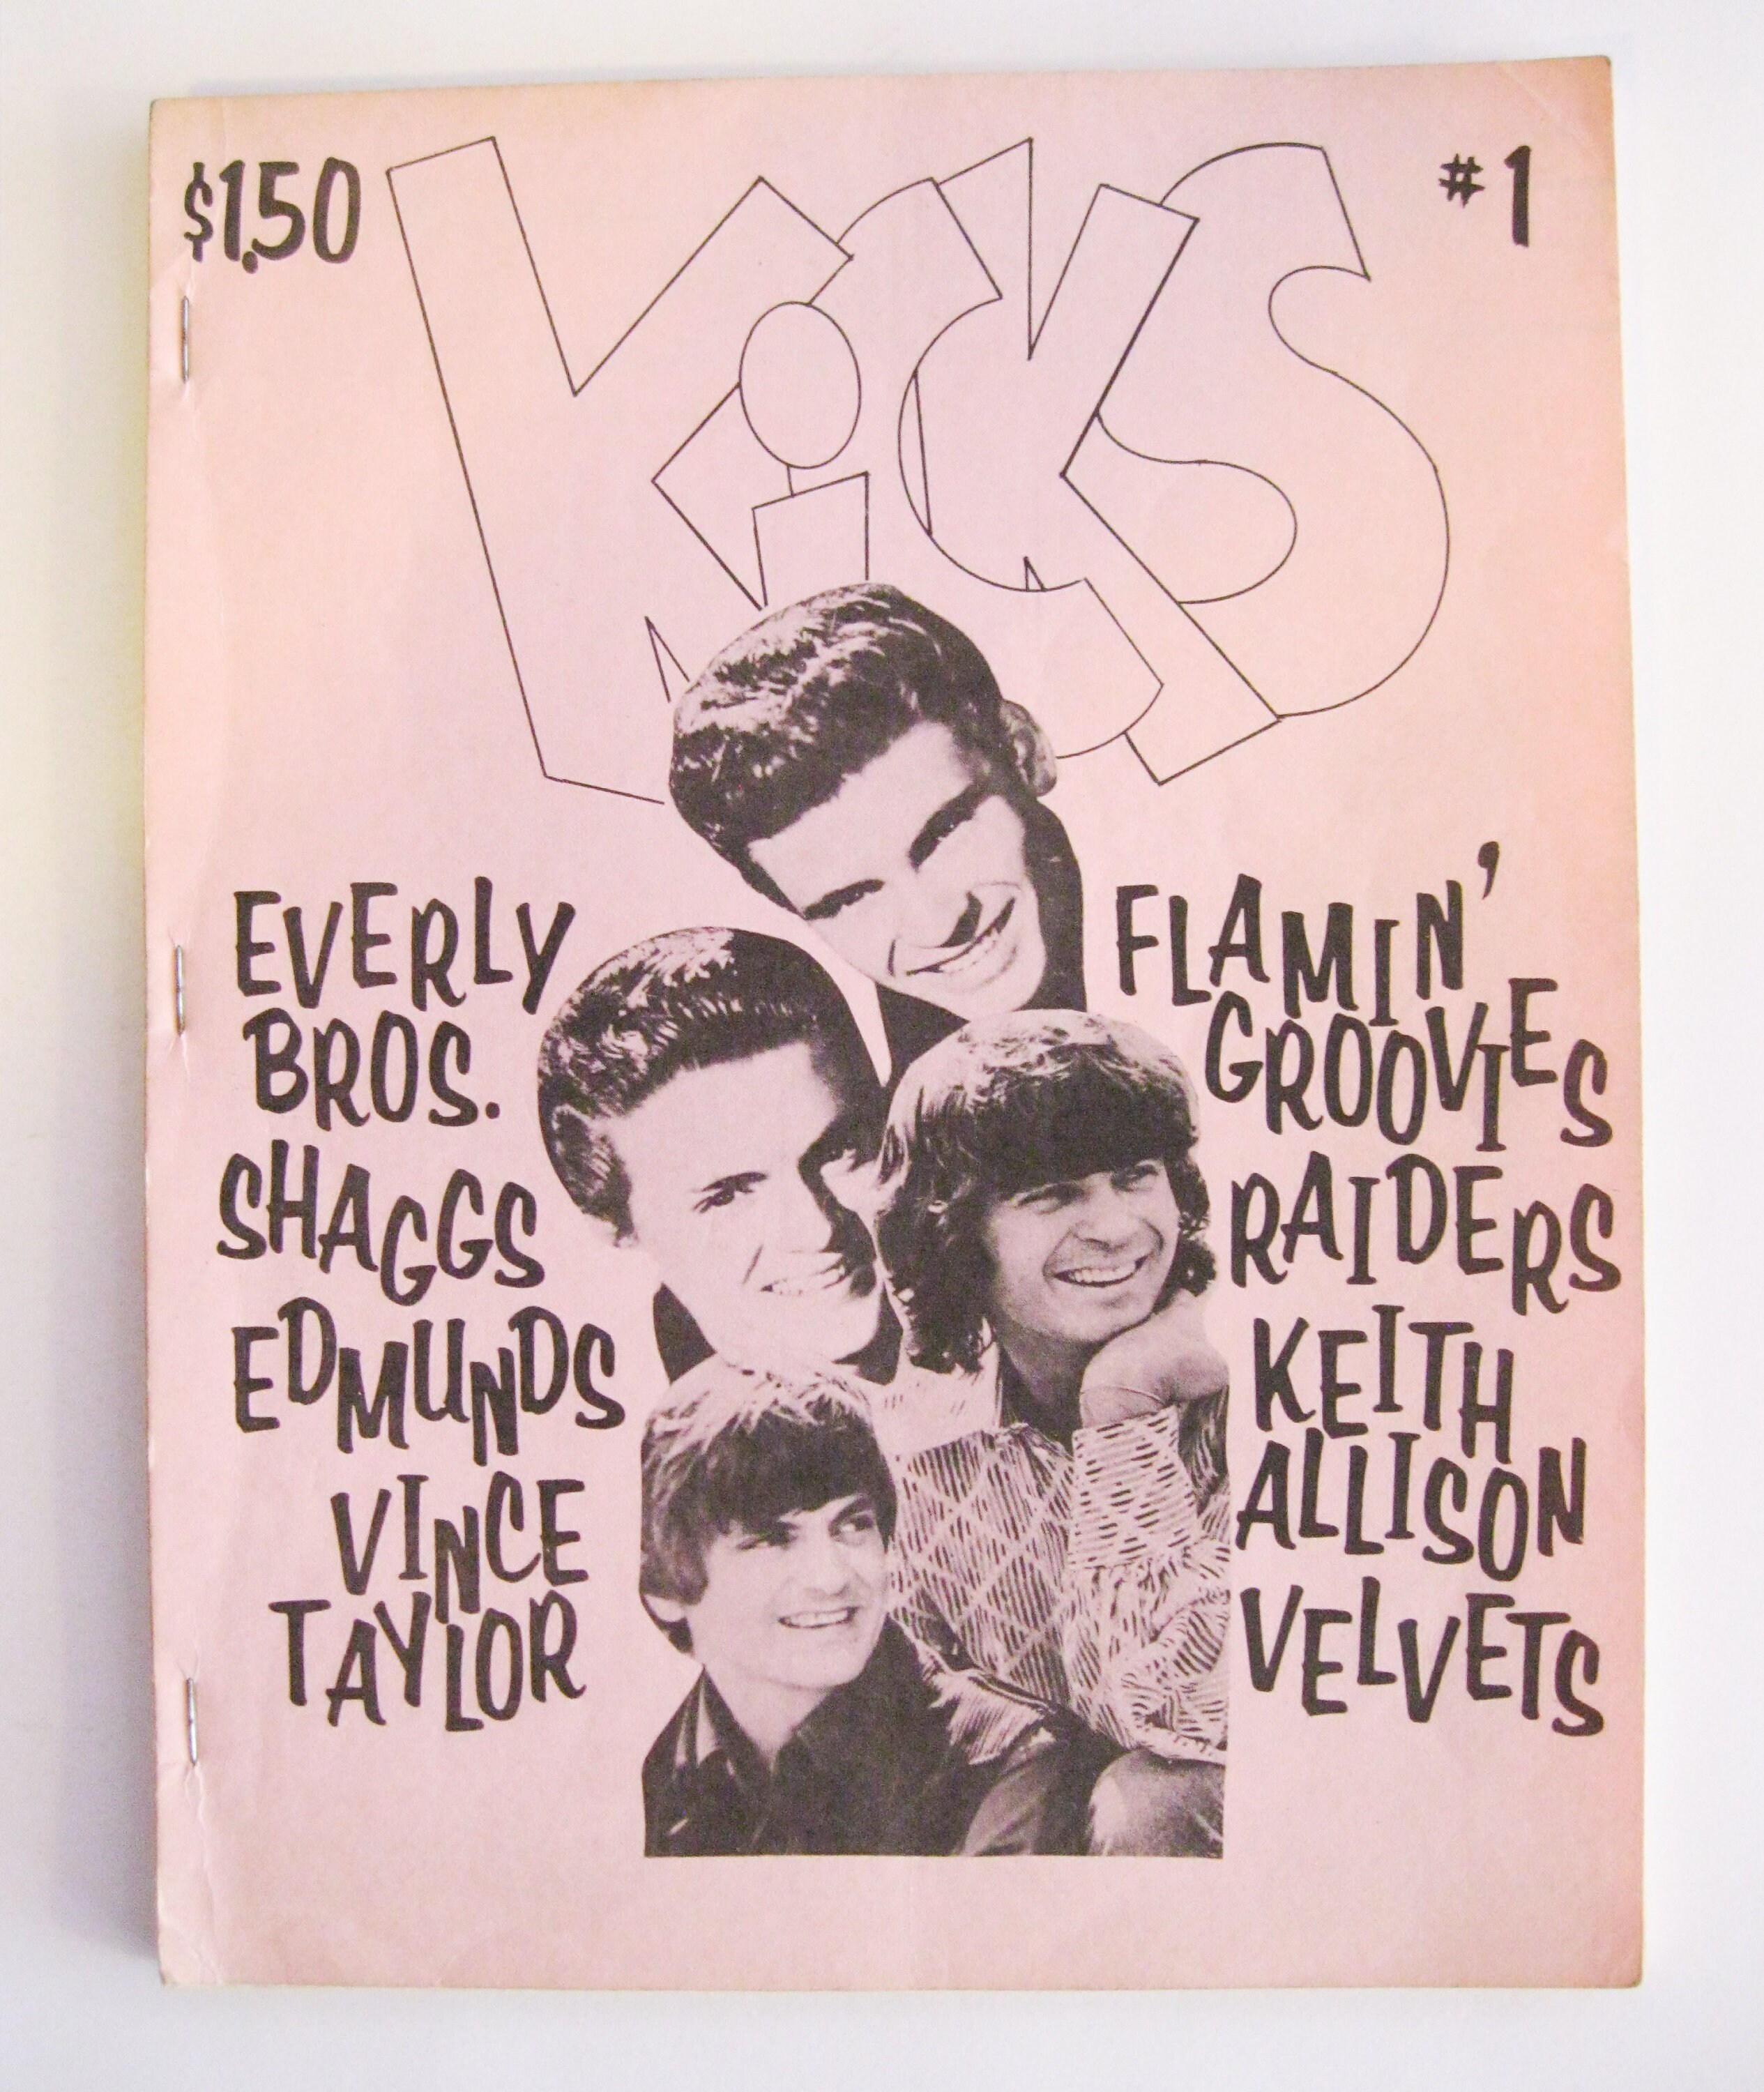 $1.50
KiCKS
#1
EVERLY
BROS.
SHAGGS
EDMUNDS
VINCE
TAYLOR
FLAMIN'
GROOVIES
RAIDERS
KEITH
ALLISON
VELVETS